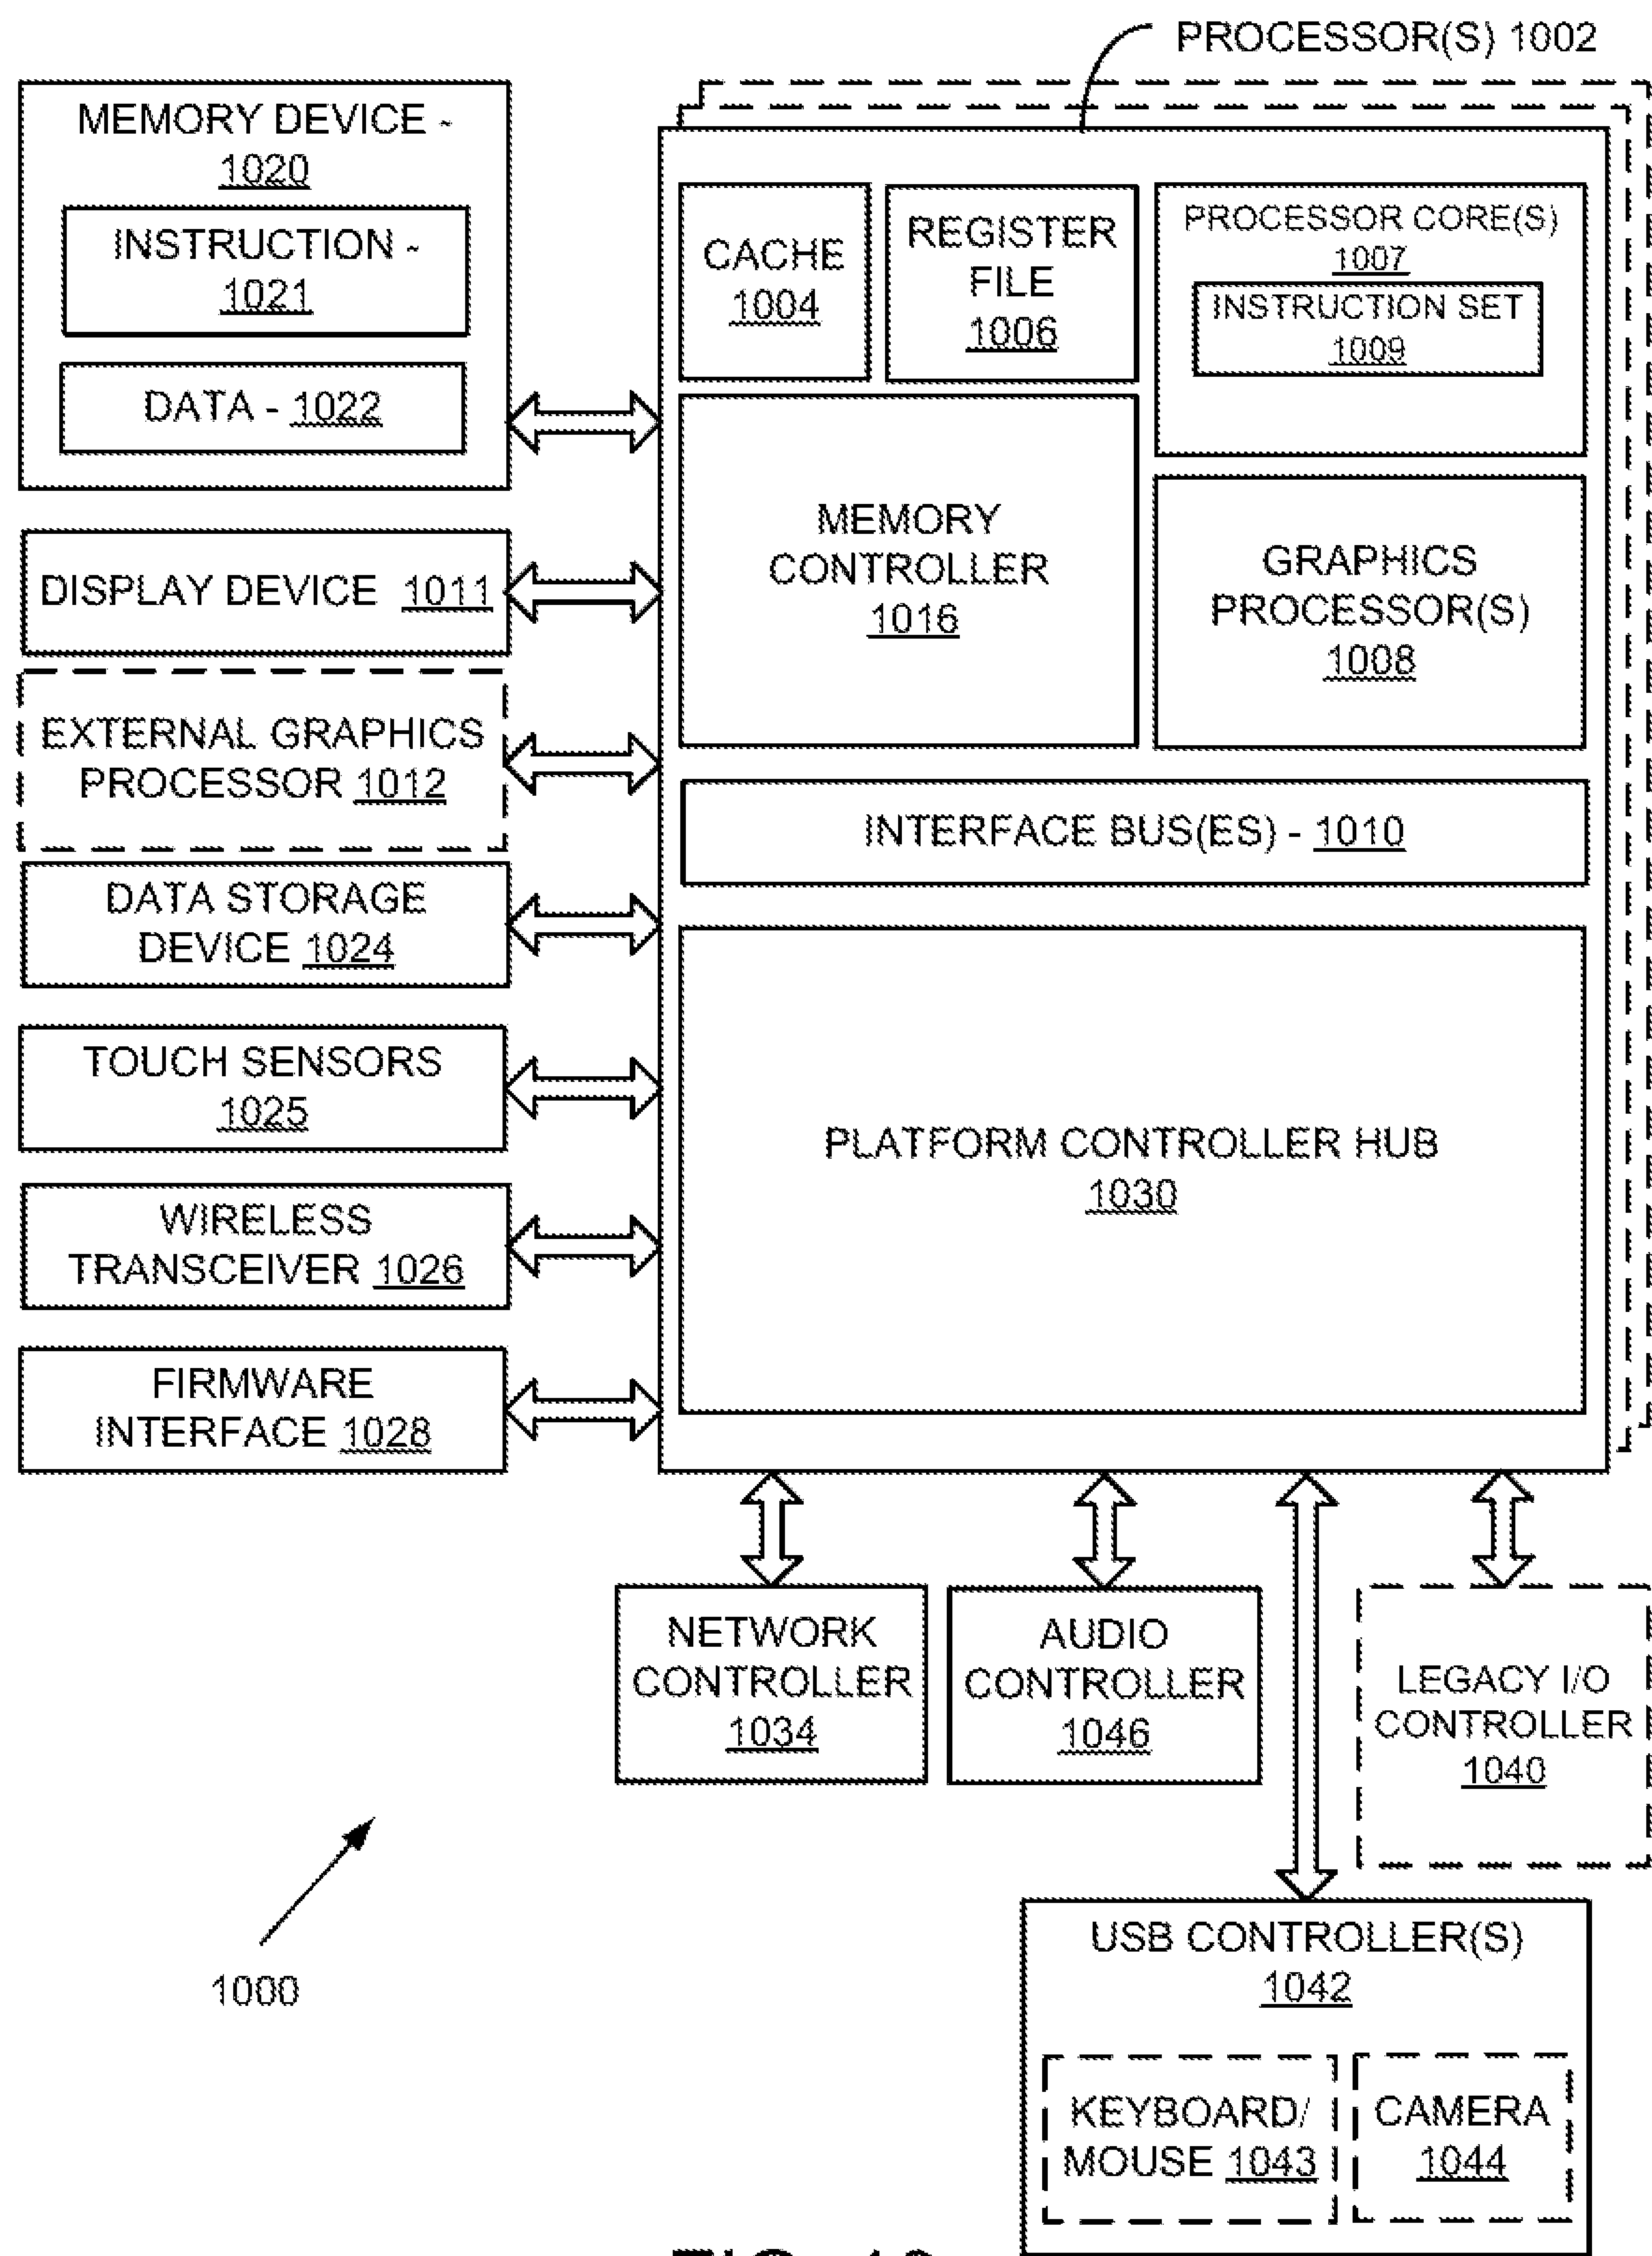 PROCESSOR(S) 1002
MEMORY DEVICE -
1020
INSTRUCTION -
1021
DATA - 1022
DISPLAY DEVICE 1011
EXTERNAL GRAPHICS
PROCESSOR 1012
DATA STORAGE
DEVICE 1024
TOUCH SENSORS
1025
WIRELESS
TRANSCEIVER 1026
FIRMWARE
INTERFACE 1028
CACHE
1004
REGISTER
FILE
1006
PROCESSOR CORE(S)
1007
INSTRUCTION SET
1009
MEMORY
CONTROLLER
1016
GRAPHICS
PROCESSOR(S)
1008
INTERFACE BUS(ES) - 1010
PLATFORM CONTROLLER HUB
1030
NETWORK
CONTROLLER
1034
AUDIO
CONTROLLER
1046
LEGACY I/O
CONTROLLER
1040
1000
USB CONTROLLER(S)
1042
KEYBOARD/
MOUSE 1043
CAMERA
1044